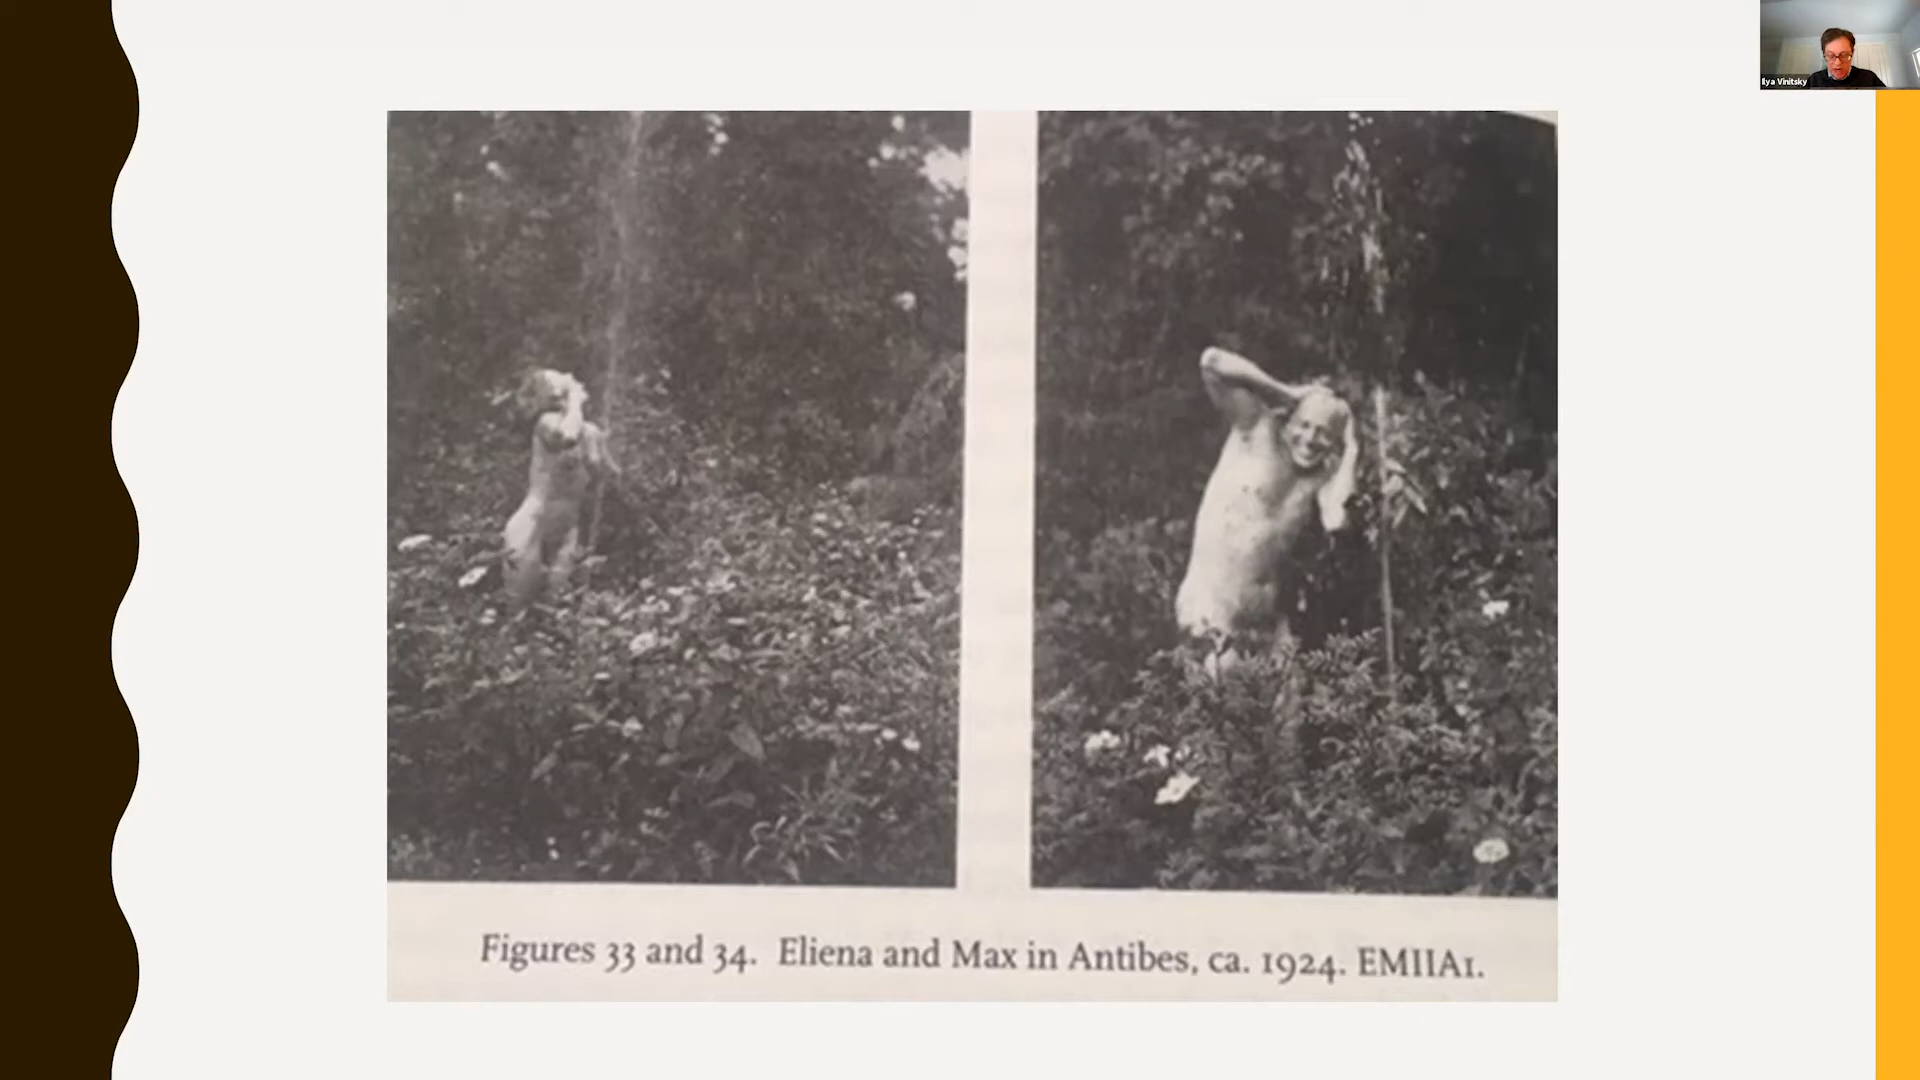 Ilya Vinitsky
Figures 33 and 34. Eliena and Max in Antibes, ca. 1924. EMIIA1.